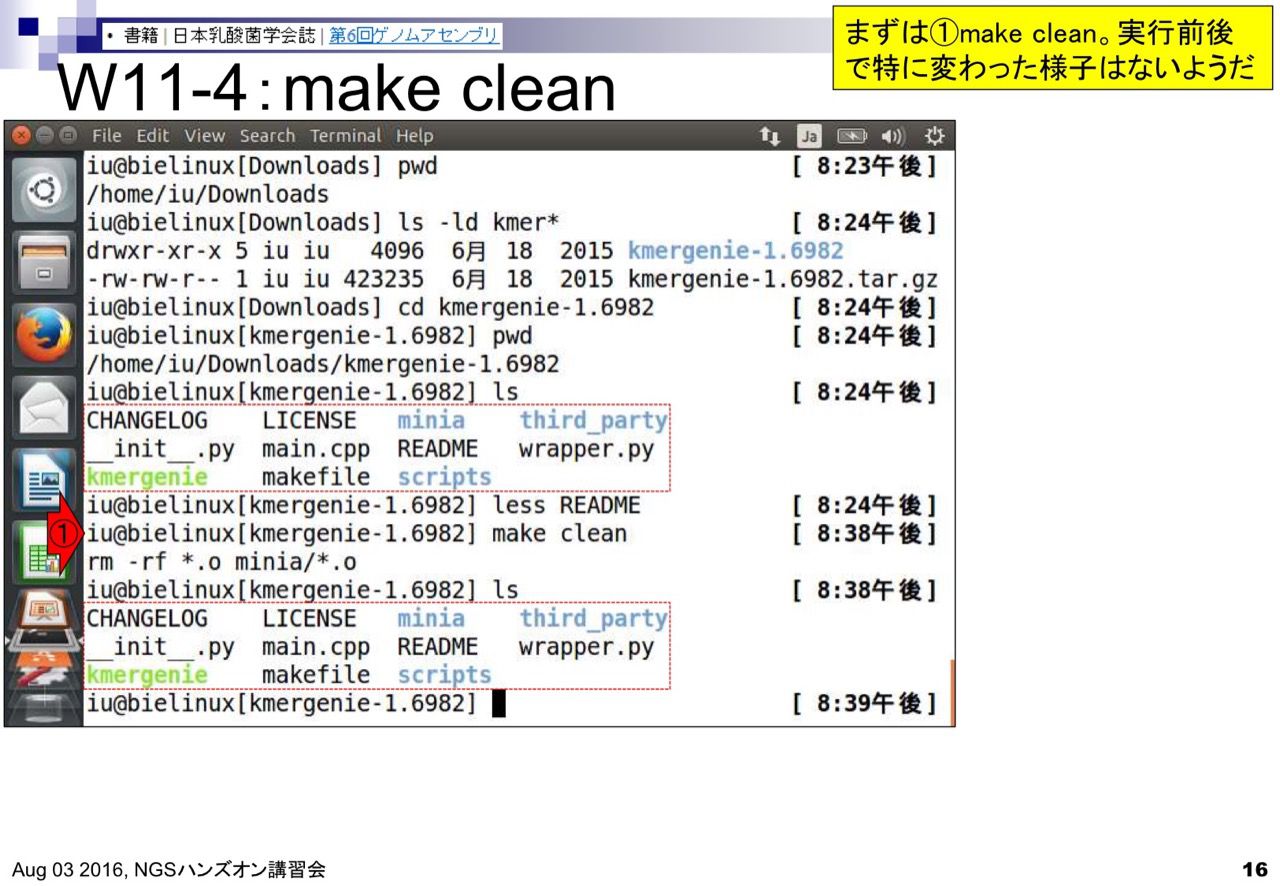 • 書籍 | 日本乳酸菌学会誌 | 第6回ゲノムアセンブリ
まずは①make clean。実行前後
で特に変わった様子はないようだ
W11-4：make clean
File Edit View Search Terminal Help Ja
iu@bielinux[Downloads] pwd [ 8:23午後]
/home/iu/Downloads
iu@bielinux[Downloads] ls -ld kmer* [ 8:24午後]
drwxr-xr-x 5 iu iu   4096  6月 18  2015 kmergenie-1.6982
-rw-rw-r-- 1 iu iu 423235  6月 18  2015 kmergenie-1.6982.tar.gz
iu@bielinux[Downloads] cd kmergenie-1.6982 [ 8:24午後]
iu@bielinux[kmergenie-1.6982] pwd [ 8:24午後]
/home/iu/Downloads/kmergenie-1.6982
iu@bielinux[kmergenie-1.6982] ls [ 8:24午後]
CHANGELOG    LICENSE   minia    third_party
__init__.py  main.cpp  README   wrapper.py
kmergenie    makefile  scripts
iu@bielinux[kmergenie-1.6982] less README [ 8:24午後]
①
iu@bielinux[kmergenie-1.6982] make clean [ 8:38午後]
rm -rf *.o minia/*.o
iu@bielinux[kmergenie-1.6982] ls [ 8:38午後]
CHANGELOG    LICENSE   minia    third_party
__init__.py  main.cpp  README   wrapper.py
kmergenie    makefile  scripts
iu@bielinux[kmergenie-1.6982] [ 8:39午後]
Aug 03 2016, NGSハンズオン講習会
16